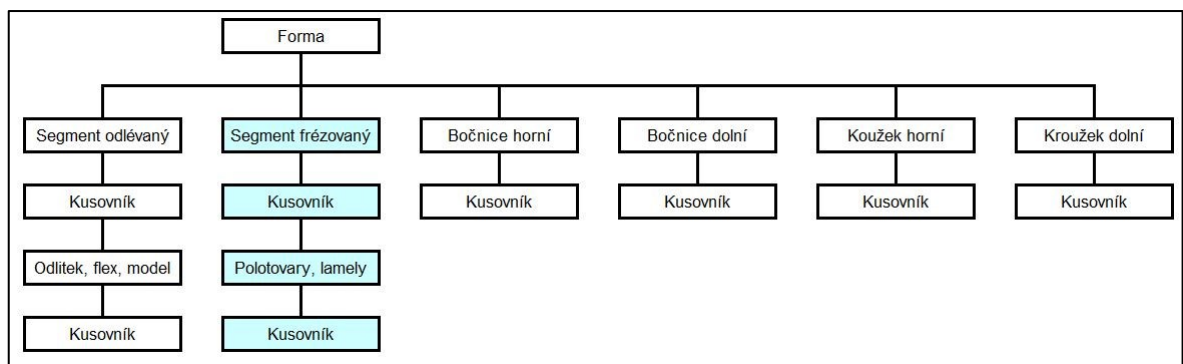 Forma
Segment odlévaný
Segment frézovaný
Bočnice horní
Bočnice dolní
Koužek horní
Kroužek dolní
Kusovník
Kusovník
Kusovník
Kusovník
Kusovník
Kusovník
Odlitek, flex, model
Polotovary, lamely
Kusovník
Kusovník